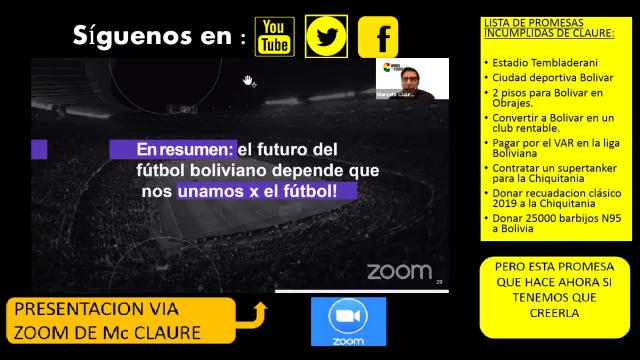 Síguenos en :
You
Tube
f
LISTA DE PROMESAS
INCUMPLIDAS DE CLAURE:
Estadio Tembladerani
Ciudad deportiva Bolivar
2 pisos para Bolivar en
Obrajes.
Convertir a Bolivar en un
club rentable.
Pagar por el VAR en la liga
Boliviana
Contratar un supertanker
para la Chiquitania
Donar recuadacion clásico
2019 a la Chiquitania
Donar 25000 barbijos N95
a Bolivia
Marcelo Claur...
En resumen: el futuro del
fútbol boliviano depende que
nos unamos x el fútbol!
zoom
29
PERO ESTA PROMESA
QUE HACE AHORA SI
TENEMOS QUE
CREERLA
PRESENTACION VIA
ZOOM DE Mc CLAURE
zoom